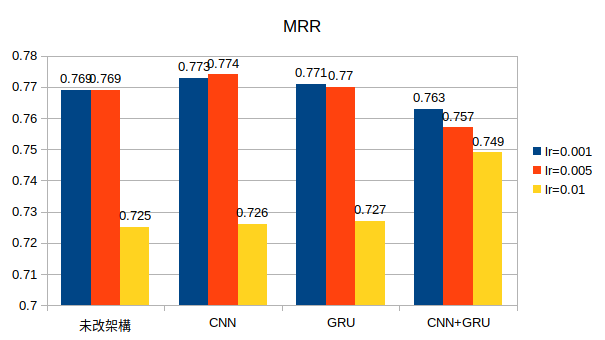 MRR
0.78
0.77
0.76
0.75
0.74
0.73
0.72
0.71
0.7
0.769
0.769
0.725
0.773
0.774
0.726
0.771
0.77
0.727
0.763
0.757
0.749
未改架構
CNN
GRU
CNN+GRU
lr=0.001
lr=0.005
lr=0.01